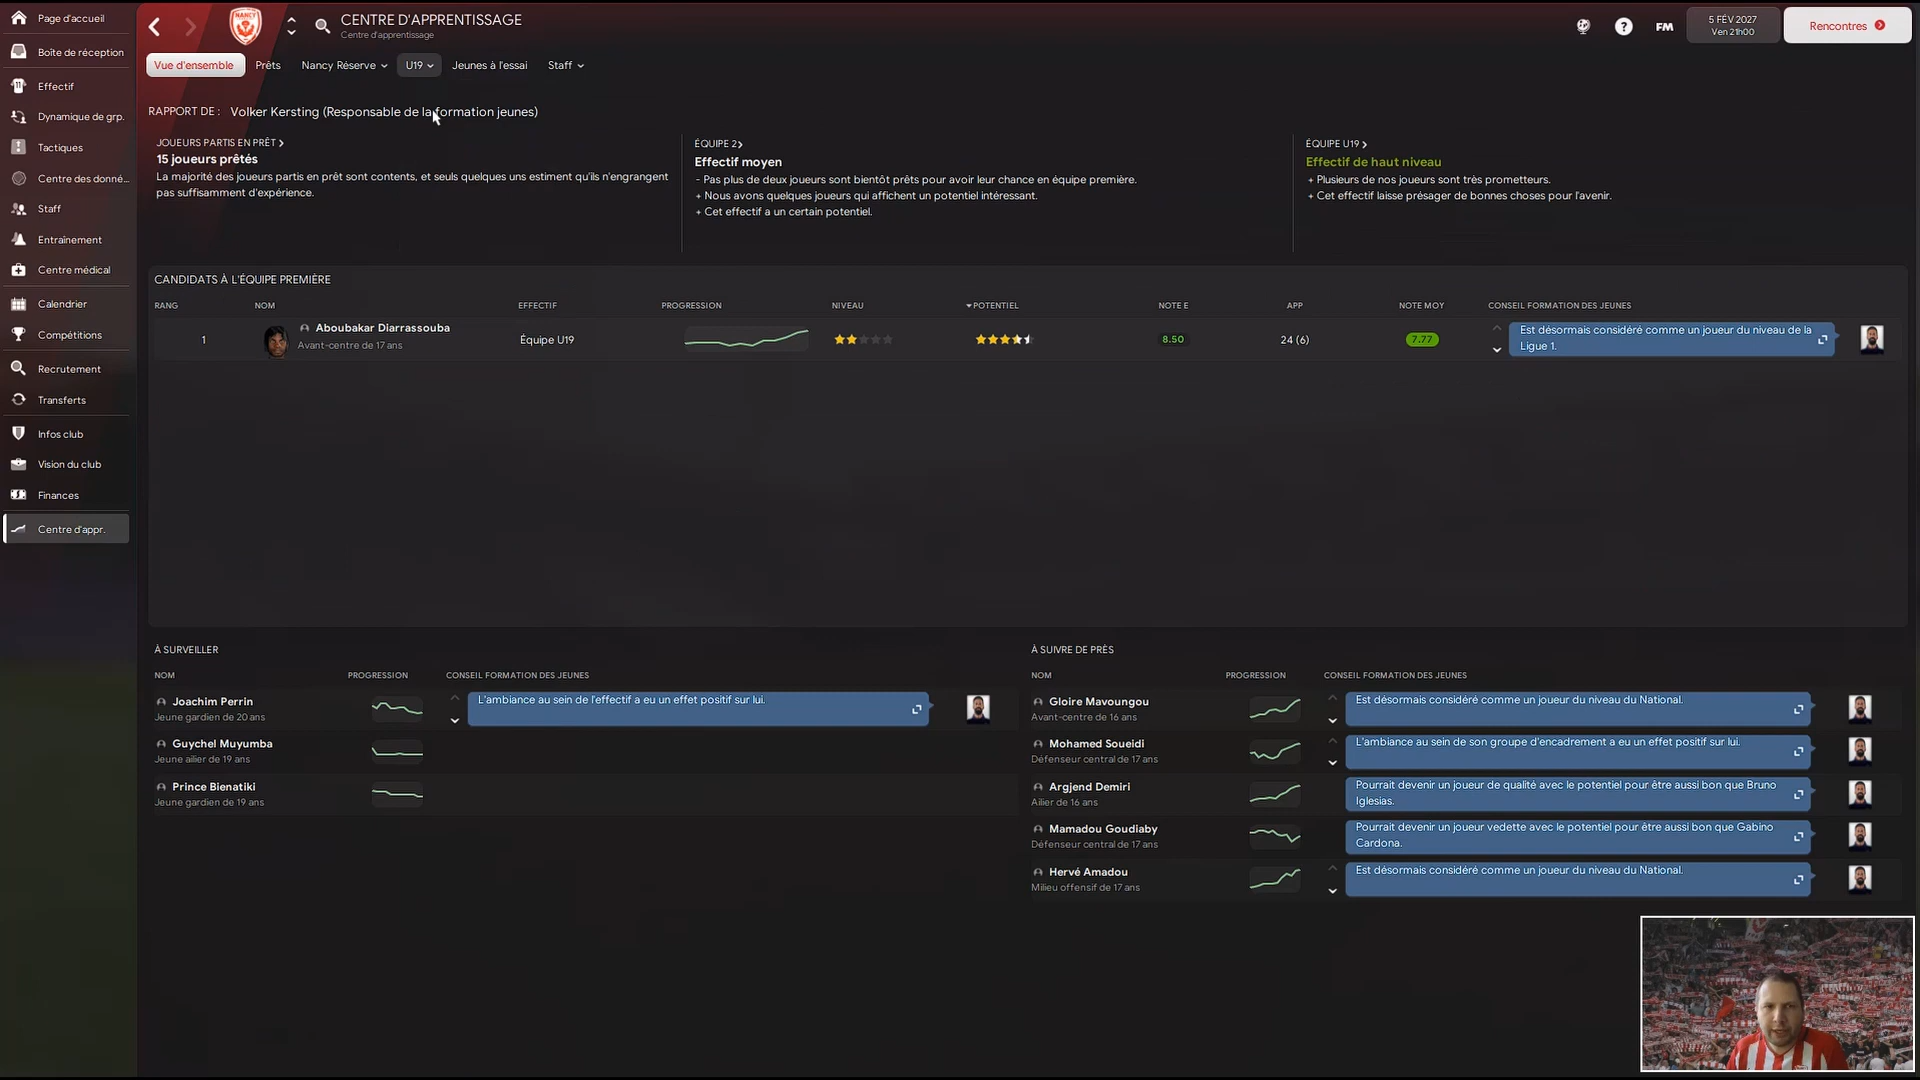 Page d'accueil
Boîte de réception
Effectif
Dynamique de grp.
Tactiques
Centre des donné...
Staff
Entraînement
Centre médical
Calendrier
Compétitions
Recrutement
Transferts
Infos club
Vision du club
Finances
Centre d'appr.
NANCY
CENTRE D'APPRENTISSAGE
Centre d'apprentissage
FM
5 FÉV 2027
Ven 21h00
Rencontres
Vue d'ensemble
Prêts
Nancy Réserve
U19
Jeunes à l'essai
Staff
RAPPORT DE : Volker Kersting (Responsable de la formation jeunes)
JOUEURS PARTIS EN PRÊT
15 joueurs prêtés
La majorité des joueurs partis en prêt sont contents, et seuls quelques uns estiment qu'ils n'engrangent
pas suffisamment d'expérience.
ÉQUIPE 2
Effectif moyen
- Pas plus de deux joueurs sont bientôt prêts pour avoir leur chance en équipe première.
+ Nous avons quelques joueurs qui affichent un potentiel intéressant.
+ Cet effectif a un certain potentiel.
ÉQUIPE U19
Effectif de haut niveau
+ Plusieurs de nos joueurs sont très prometteurs.
+ Cet effectif laisse présager de bonnes choses pour l'avenir.
CANDIDATS À L'ÉQUIPE PREMIÈRE
RANG NOM EFFECTIF PROGRESSION NIVEAU POTENTIEL NOTE E APP NOTE MOY CONSEIL FORMATION DES JEUNES
1 Aboubakar Diarrassouba
Avant-centre de 17 ans
Équipe U19
8.50 24 (6) 7.77
Est désormais considéré comme un joueur du niveau de la
Ligue 1.
À SURVEILLER
NOM PROGRESSION CONSEIL FORMATION DES JEUNES
Joachim Perrin
Jeune gardien de 20 ans
L'ambiance au sein de l'effectif a eu un effet positif sur lui.
Guychel Muyumba
Jeune ailier de 19 ans
Prince Bienatiki
Jeune gardien de 19 ans
À SUIVRE DE PRÈS
NOM PROGRESSION CONSEIL FORMATION DES JEUNES
Gloire Mavoungou
Avant-centre de 16 ans
Est désormais considéré comme un joueur du niveau du National.
Mohamed Soueidi
Défenseur central de 17 ans
L'ambiance au sein de son groupe d'encadrement a eu un effet positif sur lui.
Argjend Demiri
Ailier de 16 ans
Pourrait devenir un joueur de qualité avec le potentiel pour être aussi bon que Bruno
Iglesias.
Mamadou Goudiaby
Défenseur central de 17 ans
Pourrait devenir un joueur vedette avec le potentiel pour être aussi bon que Gabino
Cardona.
Hervé Amadou
Milieu offensif de 17 ans
Est désormais considéré comme un joueur du niveau du National.